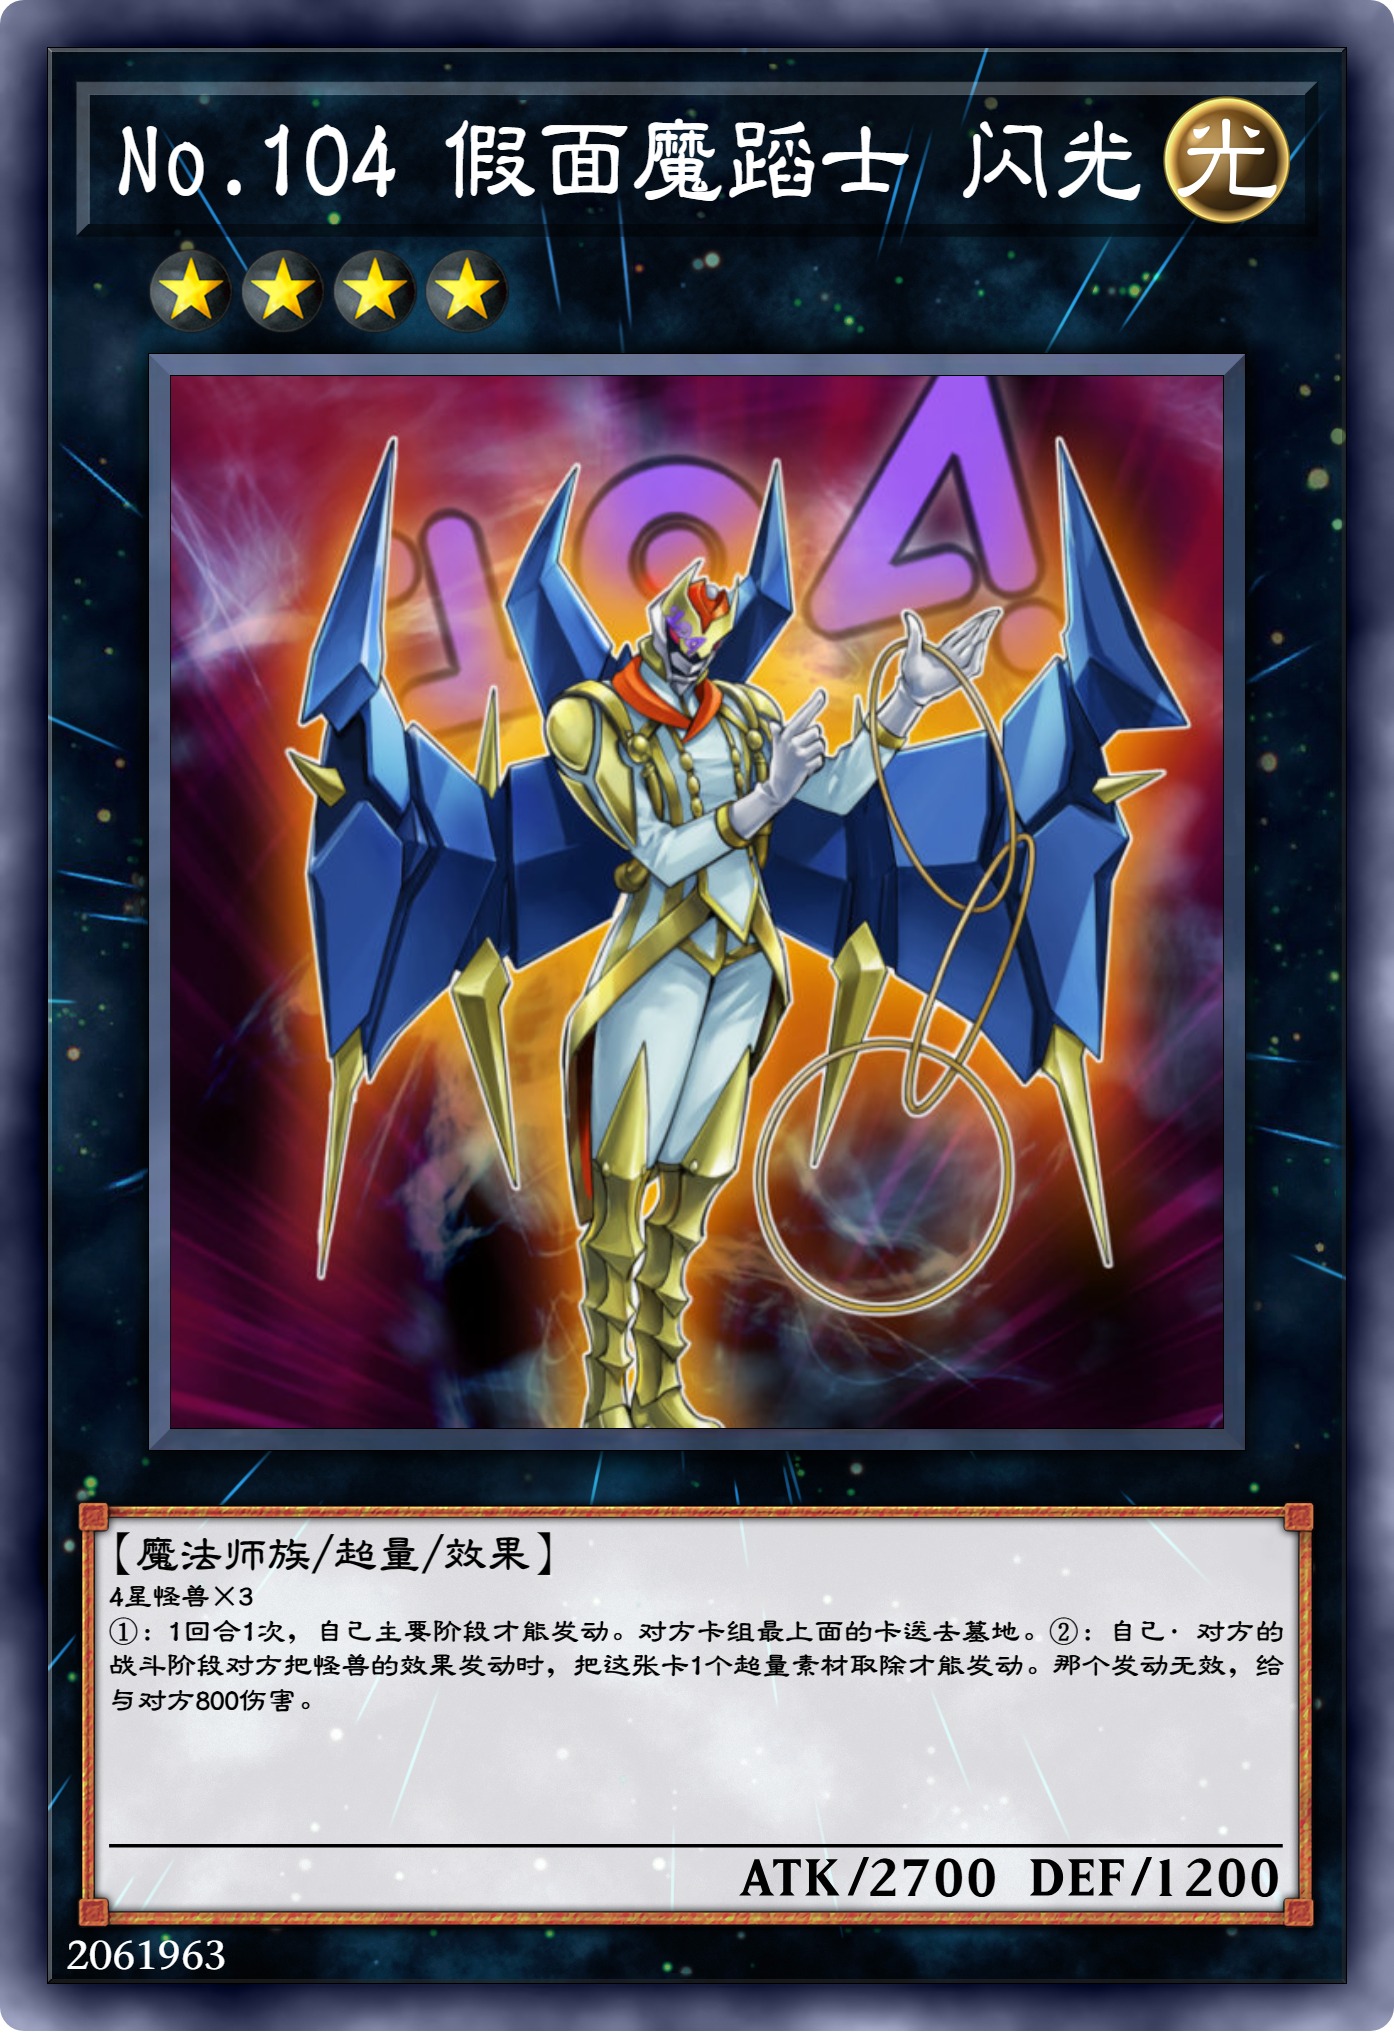 No.104 假面魔蹈士 闪光 光
104
【魔法师族/超量/效果】
4星怪兽×3
①：1回合1次，自己主要阶段才能发动。对方卡组最上面的卡送去墓地。②：自己·对方的
战斗阶段对方把怪兽的效果发动时，把这张卡1个超量素材取除才能发动。那个发动无效，给
与对方800伤害。
ATK/2700 DEF/1200
2061963